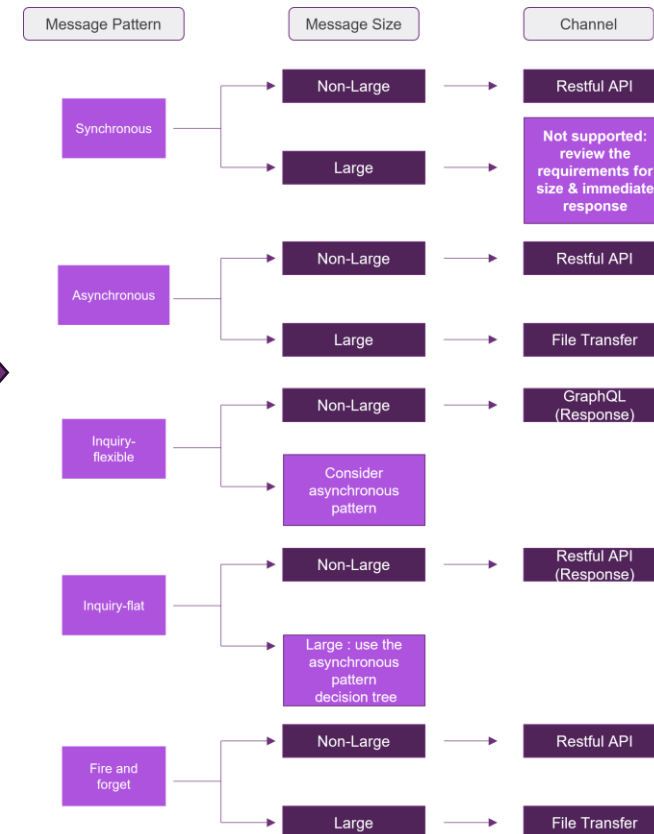 Message Pattern
Message Size
Channel
Synchronous
Non-Large
Restful API
Large
Not supported:
review the
requirements for
size & immediate
response
Asynchronous
Non-Large
Restful API
Large
File Transfer
Inquiry-
flexible
Non-Large
GraphQL
(Response)
Consider
asynchronous
pattern
Inquiry-flat
Non-Large
Restful API
(Response)
Large : use the
asynchronous
pattern
decision tree
Fire and
forget
Non-Large
Restful API
Large
File Transfer